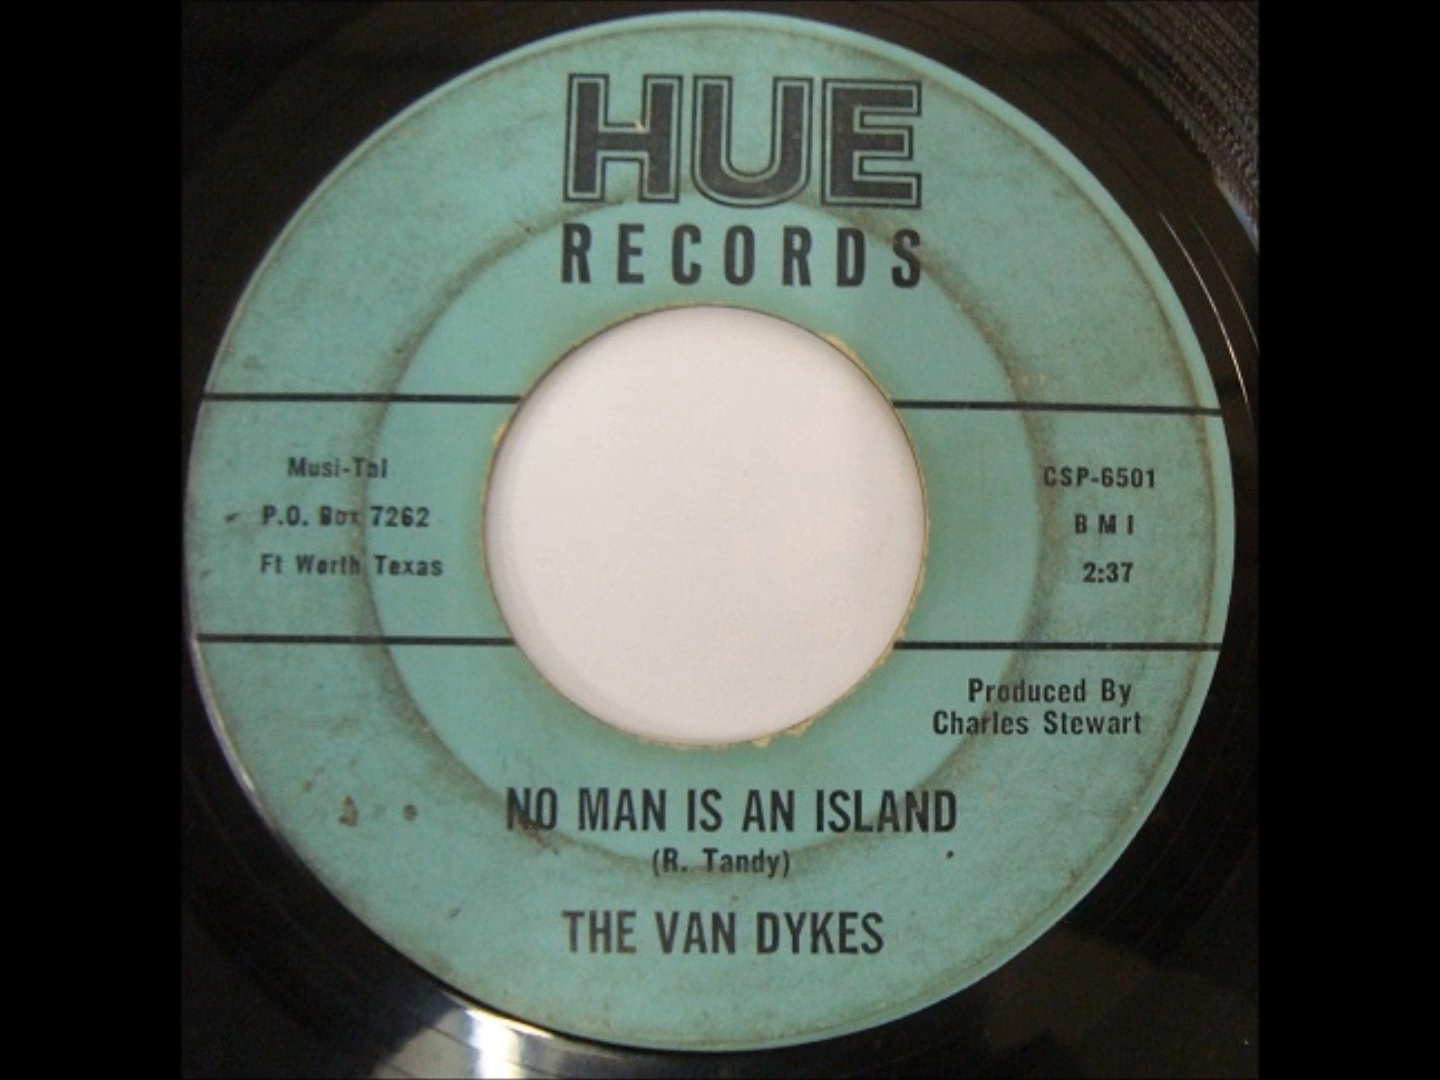 HUE
RECORDS
Musi-Tal
P.O. Box 7262
Ft Worth Texas
CSP-6501
BMI
2:37
Produced By
Charles Stewart
NO MAN IS AN ISLAND
(R. Tandy)
THE VAN DYKES